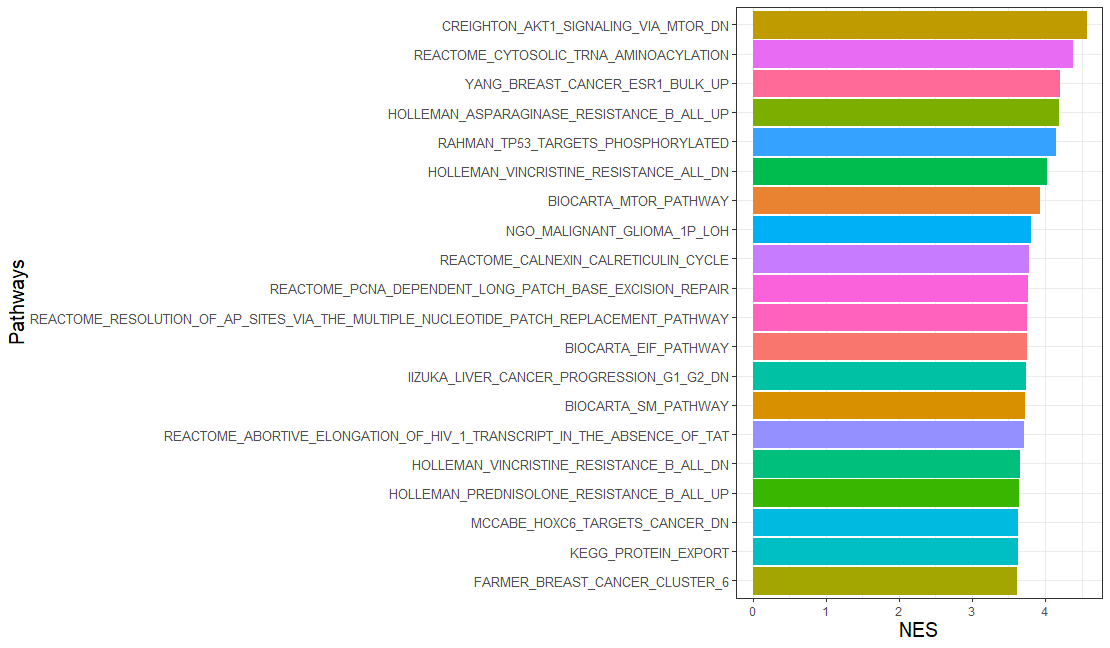 CREIGHTON_AKT1_SIGNALING_VIA_MTOR_DN
REACTOME_CYTOSOLIC_TRNA_AMINOACYLATION
YANG_BREAST_CANCER_ESR1_BULK_UP
HOLLEMAN_ASPARAGINASE_RESISTANCE_B_ALL_UP
RAHMAN_TP53_TARGETS_PHOSPHORYLATED
HOLLEMAN_VINCRISTINE_RESISTANCE_ALL_DN
BIOCARTA_MTOR_PATHWAY
NGO_MALIGNANT_GLIOMA_1P_LOH
REACTOME_CALNEXIN_CALRETICULIN_CYCLE
REACTOME_PCNA_DEPENDENT_LONG_PATCH_BASE_EXCISION_REPAIR
REACTOME_RESOLUTION_OF_AP_SITES_VIA_THE_MULTIPLE_NUCLEOTIDE_PATCH_REPLACEMENT_PATHWAY
BIOCARTA_EIF_PATHWAY
IIZUKA_LIVER_CANCER_PROGRESSION_G1_G2_DN
BIOCARTA_SM_PATHWAY
REACTOME_ABORTIVE_ELONGATION_OF_HIV_1_TRANSCRIPT_IN_THE_ABSENCE_OF_TAT
HOLLEMAN_VINCRISTINE_RESISTANCE_B_ALL_DN
HOLLEMAN_PREDNISOLONE_RESISTANCE_B_ALL_UP
MCCABE_HOXC6_TARGETS_CANCER_DN
KEGG_PROTEIN_EXPORT
FARMER_BREAST_CANCER_CLUSTER_6
Pathways
0 1 2 3 4
NES